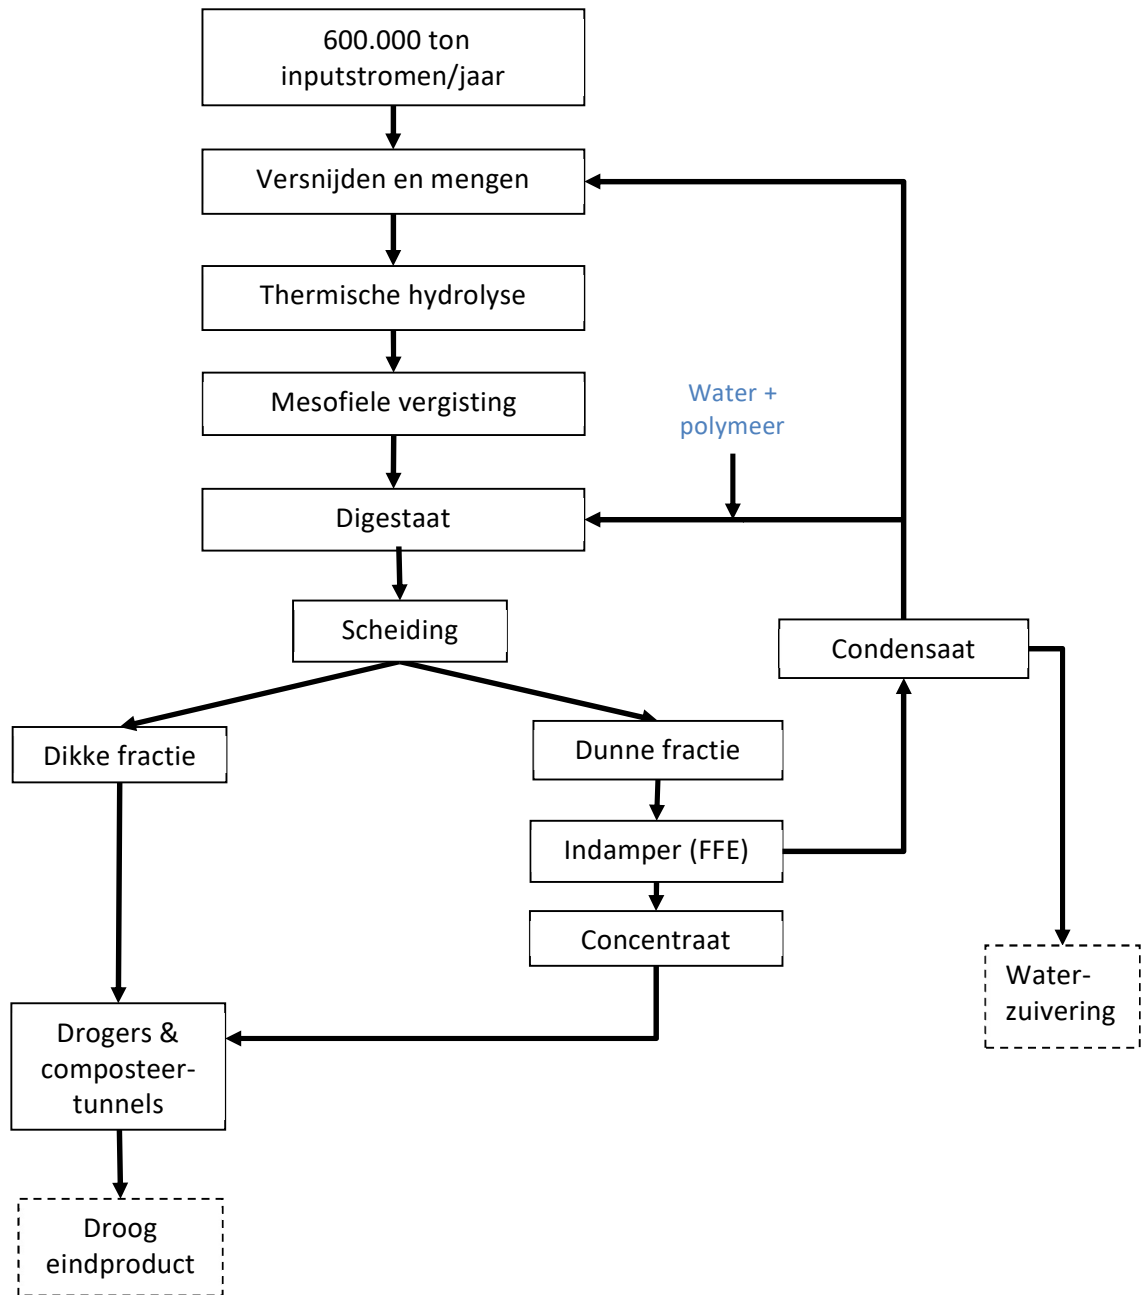 600.000 ton
inputstromen/jaar
Versnijden en mengen
Thermische hydrolyse
Mesofiele vergisting
Water +
polymeer
Digestaat
Scheiding
Condensaat
Dikke fractie
Dunne fractie
Indamper (FFE)
Concentraat
Water-
zuivering
Drogers &
composteer-
tunnels
Droog
eindproduct